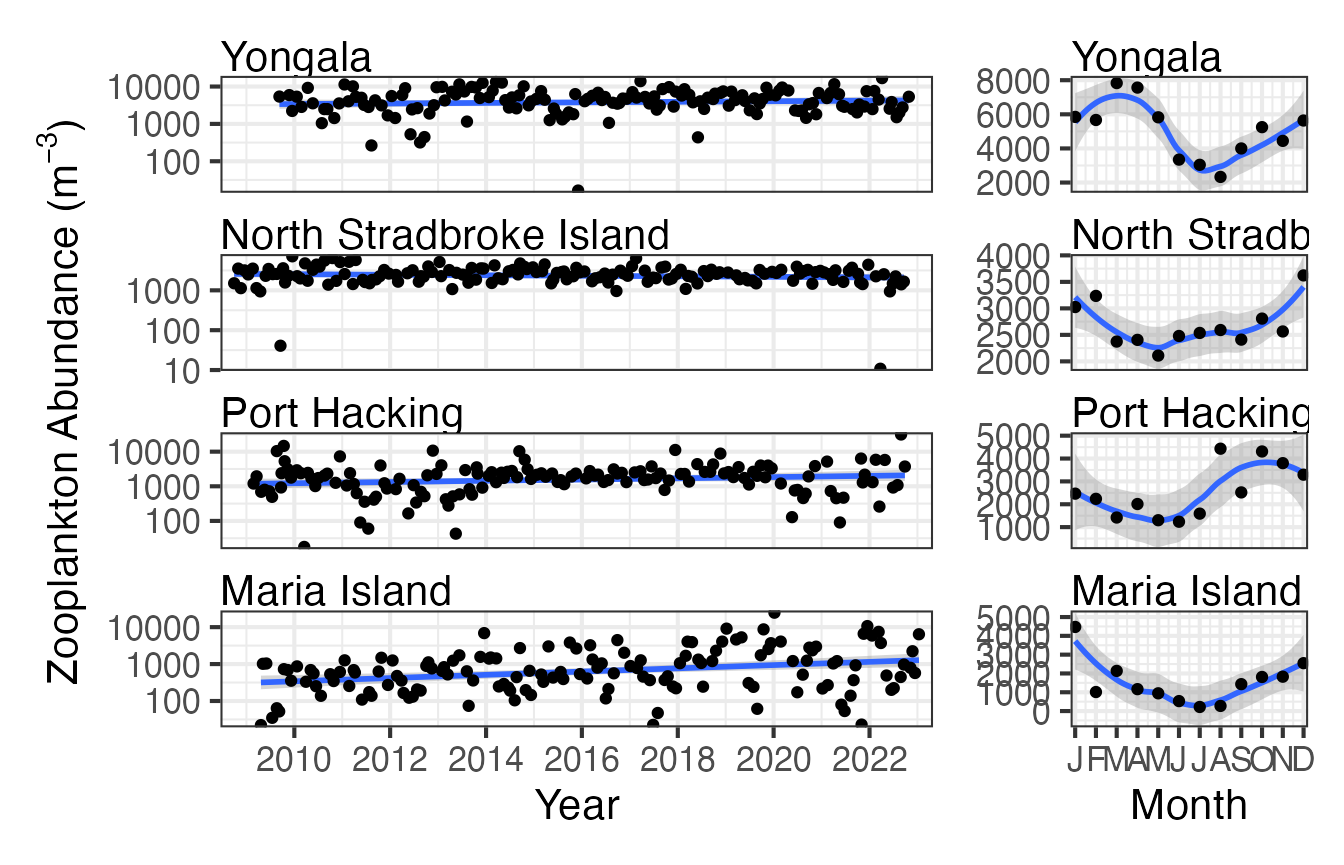 Zooplankton Abundance (m⁻³)
Yongala
10000
1000
100
Yongala
8000
6000
4000
2000
North Stradbroke Island
1000
100
10
North Stradb
4000
3500
3000
2500
2000
Port Hacking
10000
1000
100
Port Hacking
5000
4000
3000
2000
1000
Maria Island
10000
1000
100
Maria Island
5000
4000
3000
2000
1000
0
2010 2012 2014 2016 2018 2020 2022
Year
J F M A M J J A S O N D
Month